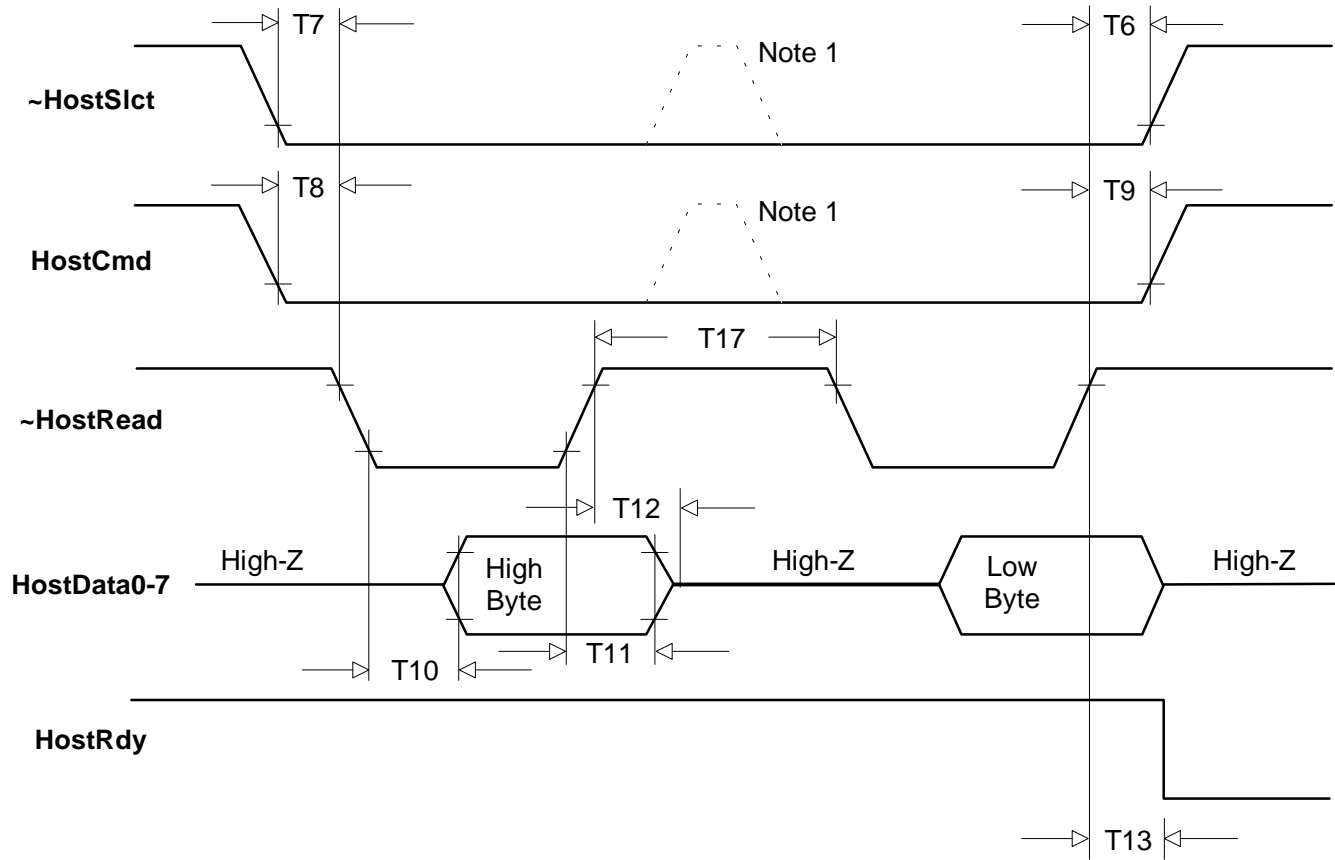 T7
T6
Note 1
~HostSlct
T8
T9
Note 1
HostCmd
T17
~HostRead
T12
High-Z
High
Byte
High-Z
Low
Byte
High-Z
HostData0-7
T11
T10
HostRdy
T13